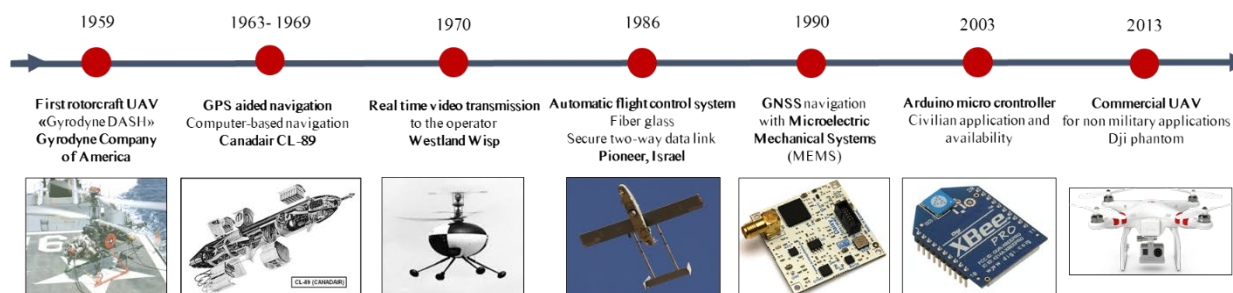 1959
1963- 1969
1970
1986
1990
2003
2013
First rotorcraft UAV
«Gyrodyne DASH»
Gyrodyne Company
of America
GPS aided navigation
Computer-based navigation
Canadair CL-89
Real time video transmission
to the operator
Westland Wisp
Automatic flight control system
Fiber glass
Secure two-way data link
Pioneer, Israel
GNSS navigation
with Microelectric
Mechanical Systems
(MEMS)
Arduino micro crontroller
Civilian application and
availability
Commercial UAV
for non military applications
Dji phantom
6
CL-89 (CANADAIR)
XBee
PRO